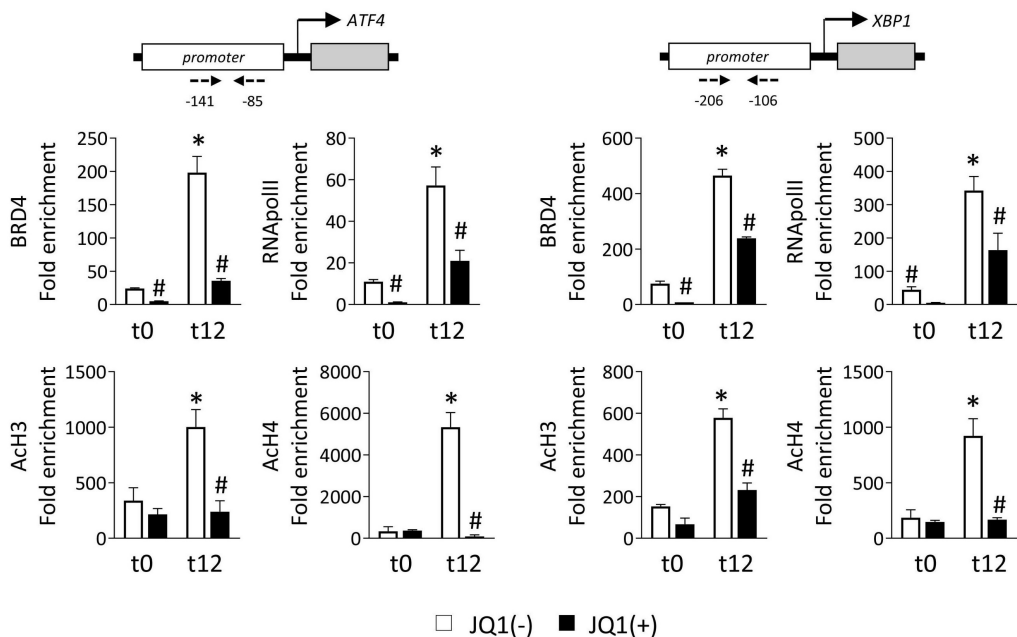 ATF4
promoter
-141 -85
XBP1
promoter
-206 -106
BRD4
Fold enrichment
250
200
150
100
50
0
*
#
#
t0 t12
RNApolII
Fold enrichment
80
60
40
20
0
*
#
#
t0 t12
BRD4
Fold enrichment
600
400
200
0
*
#
#
t0 t12
RNApolII
Fold enrichment
500
400
300
200
100
0
*
#
#
t0 t12
AcH3
Fold enrichment
1500
1000
500
0
*
#
t0 t12
AcH4
Fold enrichment
8000
6000
4000
2000
0
*
#
t0 t12
AcH3
Fold enrichment
800
600
400
200
0
*
#
t0 t12
AcH4
Fold enrichment
1500
1000
500
0
*
#
t0 t12
JQ1(-) JQ1(+)